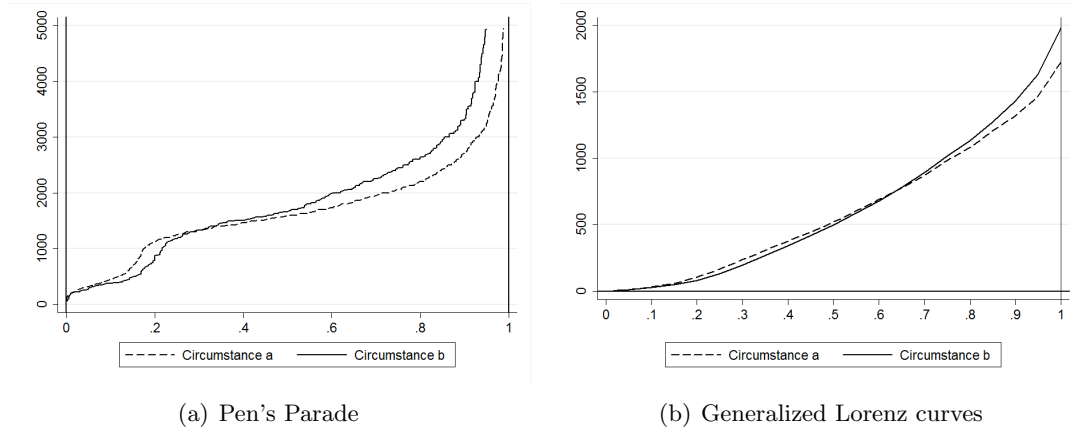 5000
4000
3000
2000
1000
0
0 .2 .4 .6 .8 1
Circumstance a Circumstance b
(a) Pen's Parade
2000
1500
1000
500
0
0 .1 .2 .3 .4 .5 .6 .7 .8 .9 1
Circumstance a Circumstance b
(b) Generalized Lorenz curves